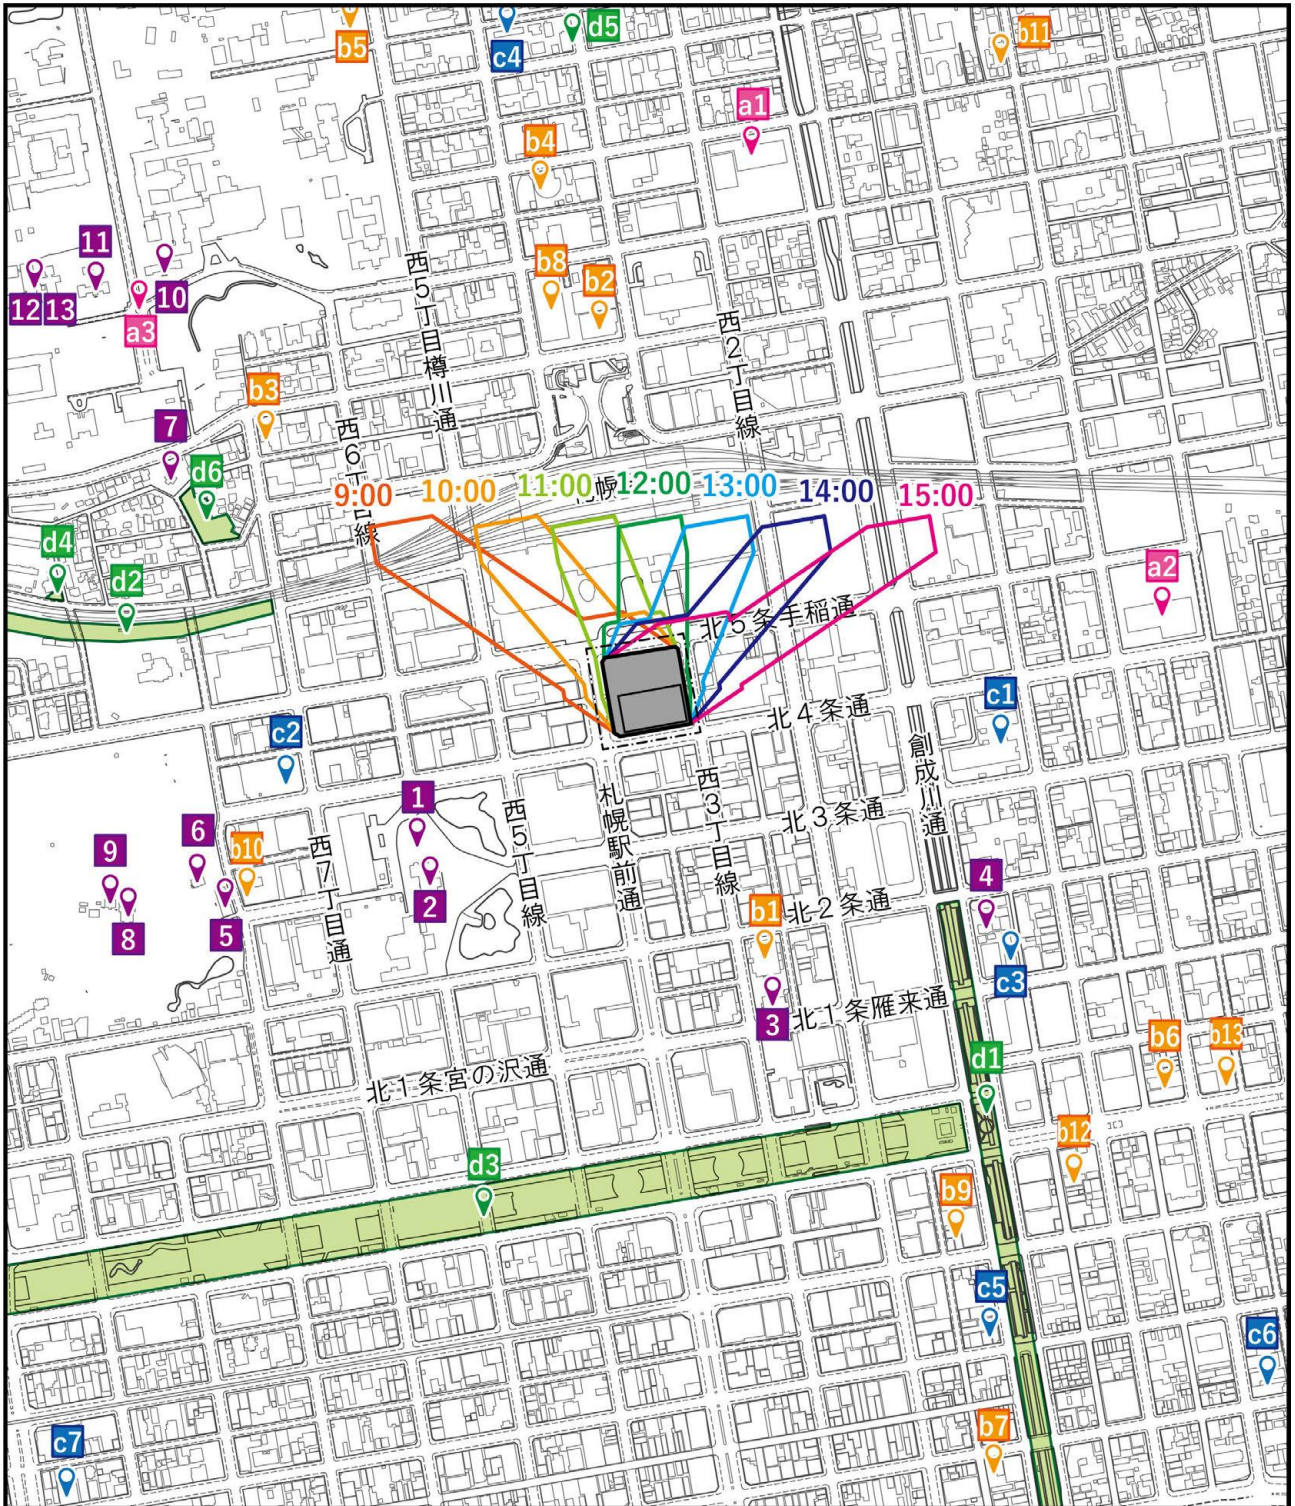 b5
c4
d5
b11
a1
b4
11
12 13
10
a3
b8
b2
西5丁目樽川通
西2丁目線
b3
7
d6
西6丁目線
9:00
10:00
11:00
12:00
13:00
14:00
15:00
札幌
d4
d2
a2
北5条手稲通
c1
c2
北4条通
創成川通
1
西5丁目線
札幌駅前通
西3丁目線
北3条通
6
b10
西7丁目通
9
8
5
2
4
b1
北2条通
c3
3
北1条雁来通
d1
b6
b13
北1条宮の沢通
b12
d3
b9
c5
c6
b7
c7